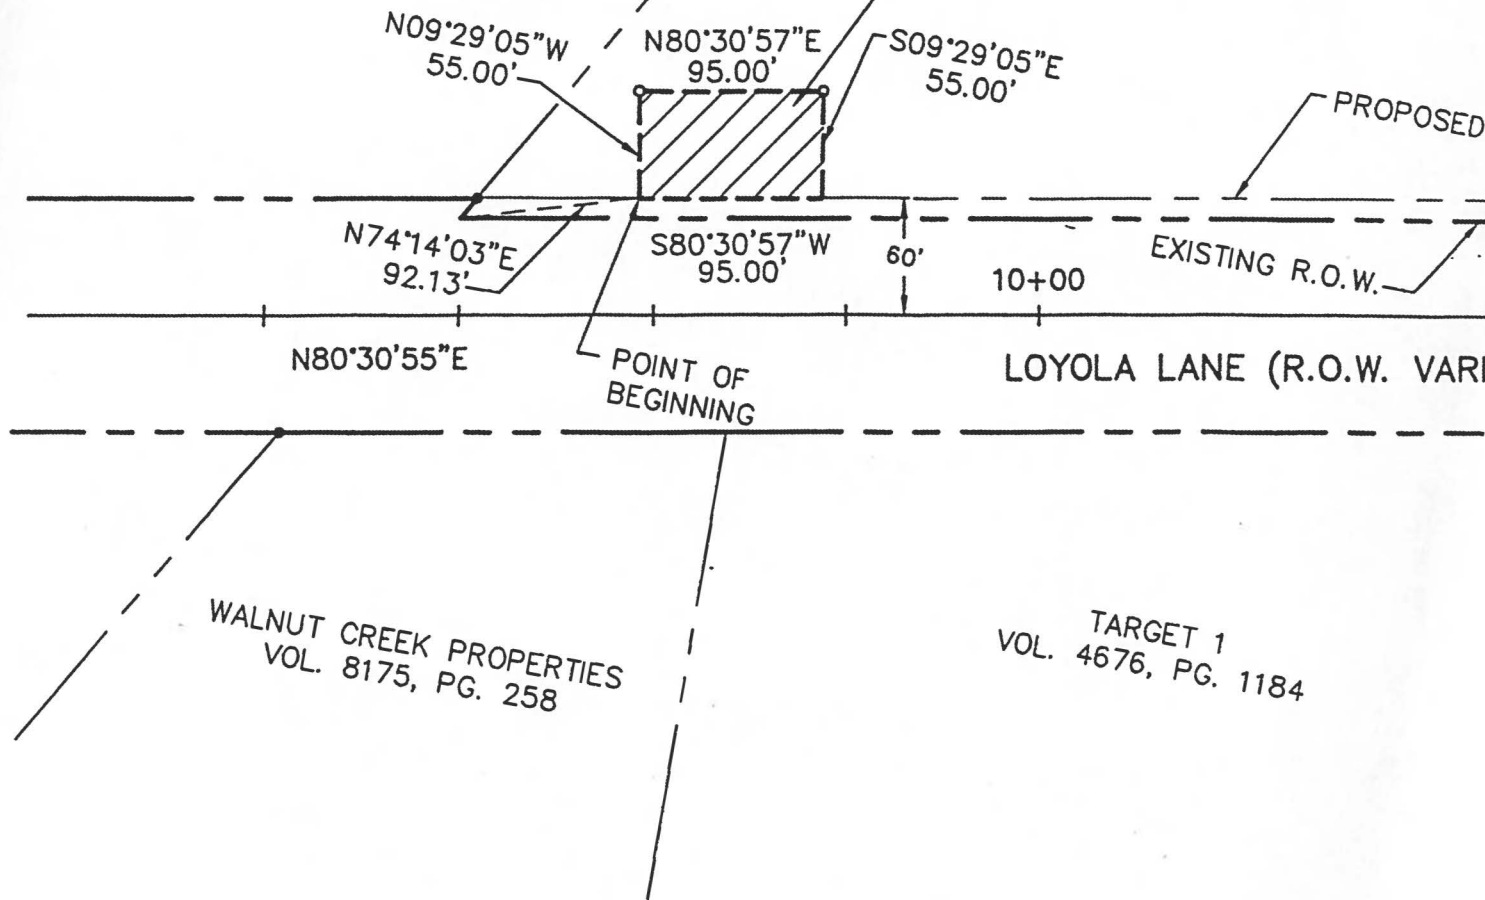 N09°29'05"W
55.00'
N80°30'57"E
95.00'
S09°29'05"E
55.00'
PROPOSED
N74°14'03"E
92.13'
S80°30'57"W
95.00'
60'
EXISTING R.O.W.
10+00
N80°30'55"E
POINT OF
BEGINNING
LOYOLA LANE (R.O.W. VARI
WALNUT CREEK PROPERTIES
VOL. 8175, PG. 258
TARGET 1
VOL. 4676, PG. 1184